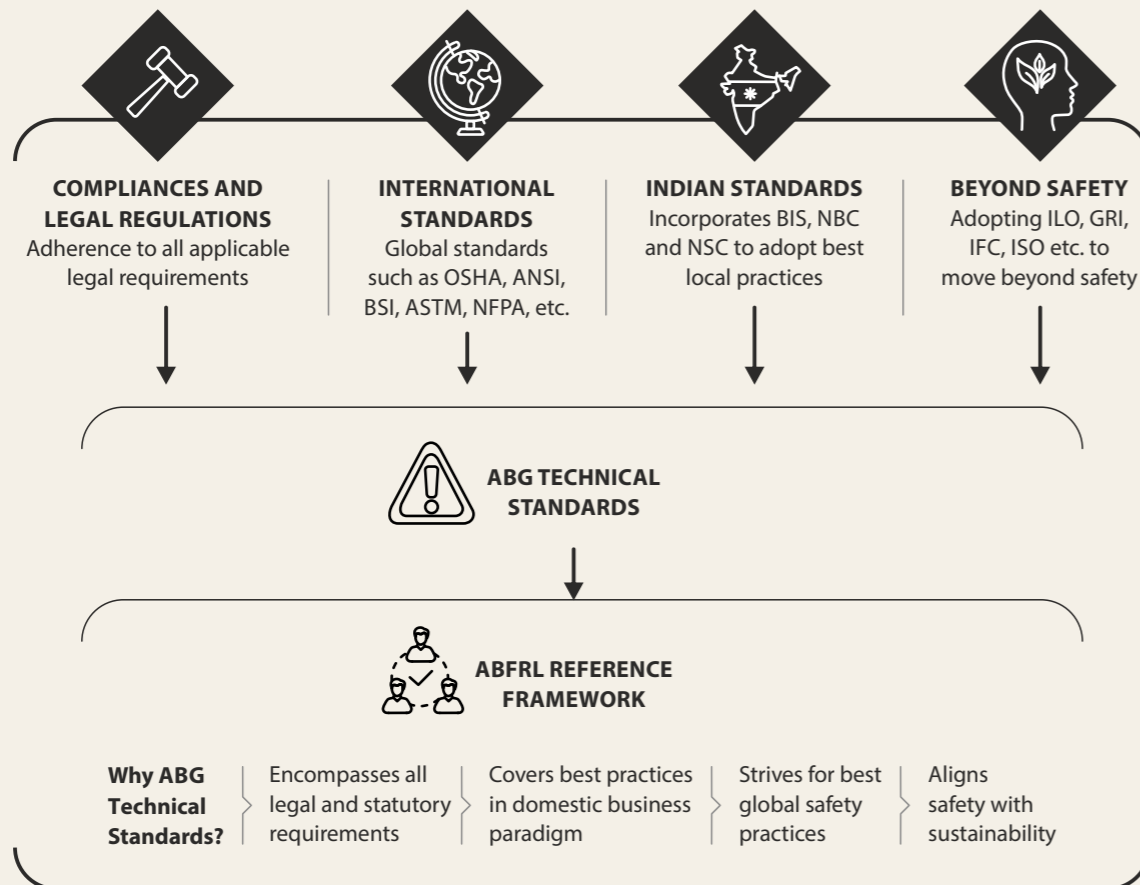 COMPLIANCES AND
LEGAL REGULATIONS
Adherence to all applicable
legal requirements
INTERNATIONAL
STANDARDS
Global standards
such as OSHA, ANSI,
BSI, ASTM, NFPA, etc.
INDIAN STANDARDS
Incorporates BIS, NBC
and NSC to adopt best
local practices
BEYOND SAFETY
Adopting ILO, GRI,
IFC, ISO etc. to
move beyond safety
ABG TECHNICAL
STANDARDS
ABFRL REFERENCE
FRAMEWORK
Why ABG
Technical
Standards?
Encompasses all
legal and statutory
requirements
Covers best practices
in domestic business
paradigm
Strives for best
global safety
practices
Aligns
safety with
sustainability